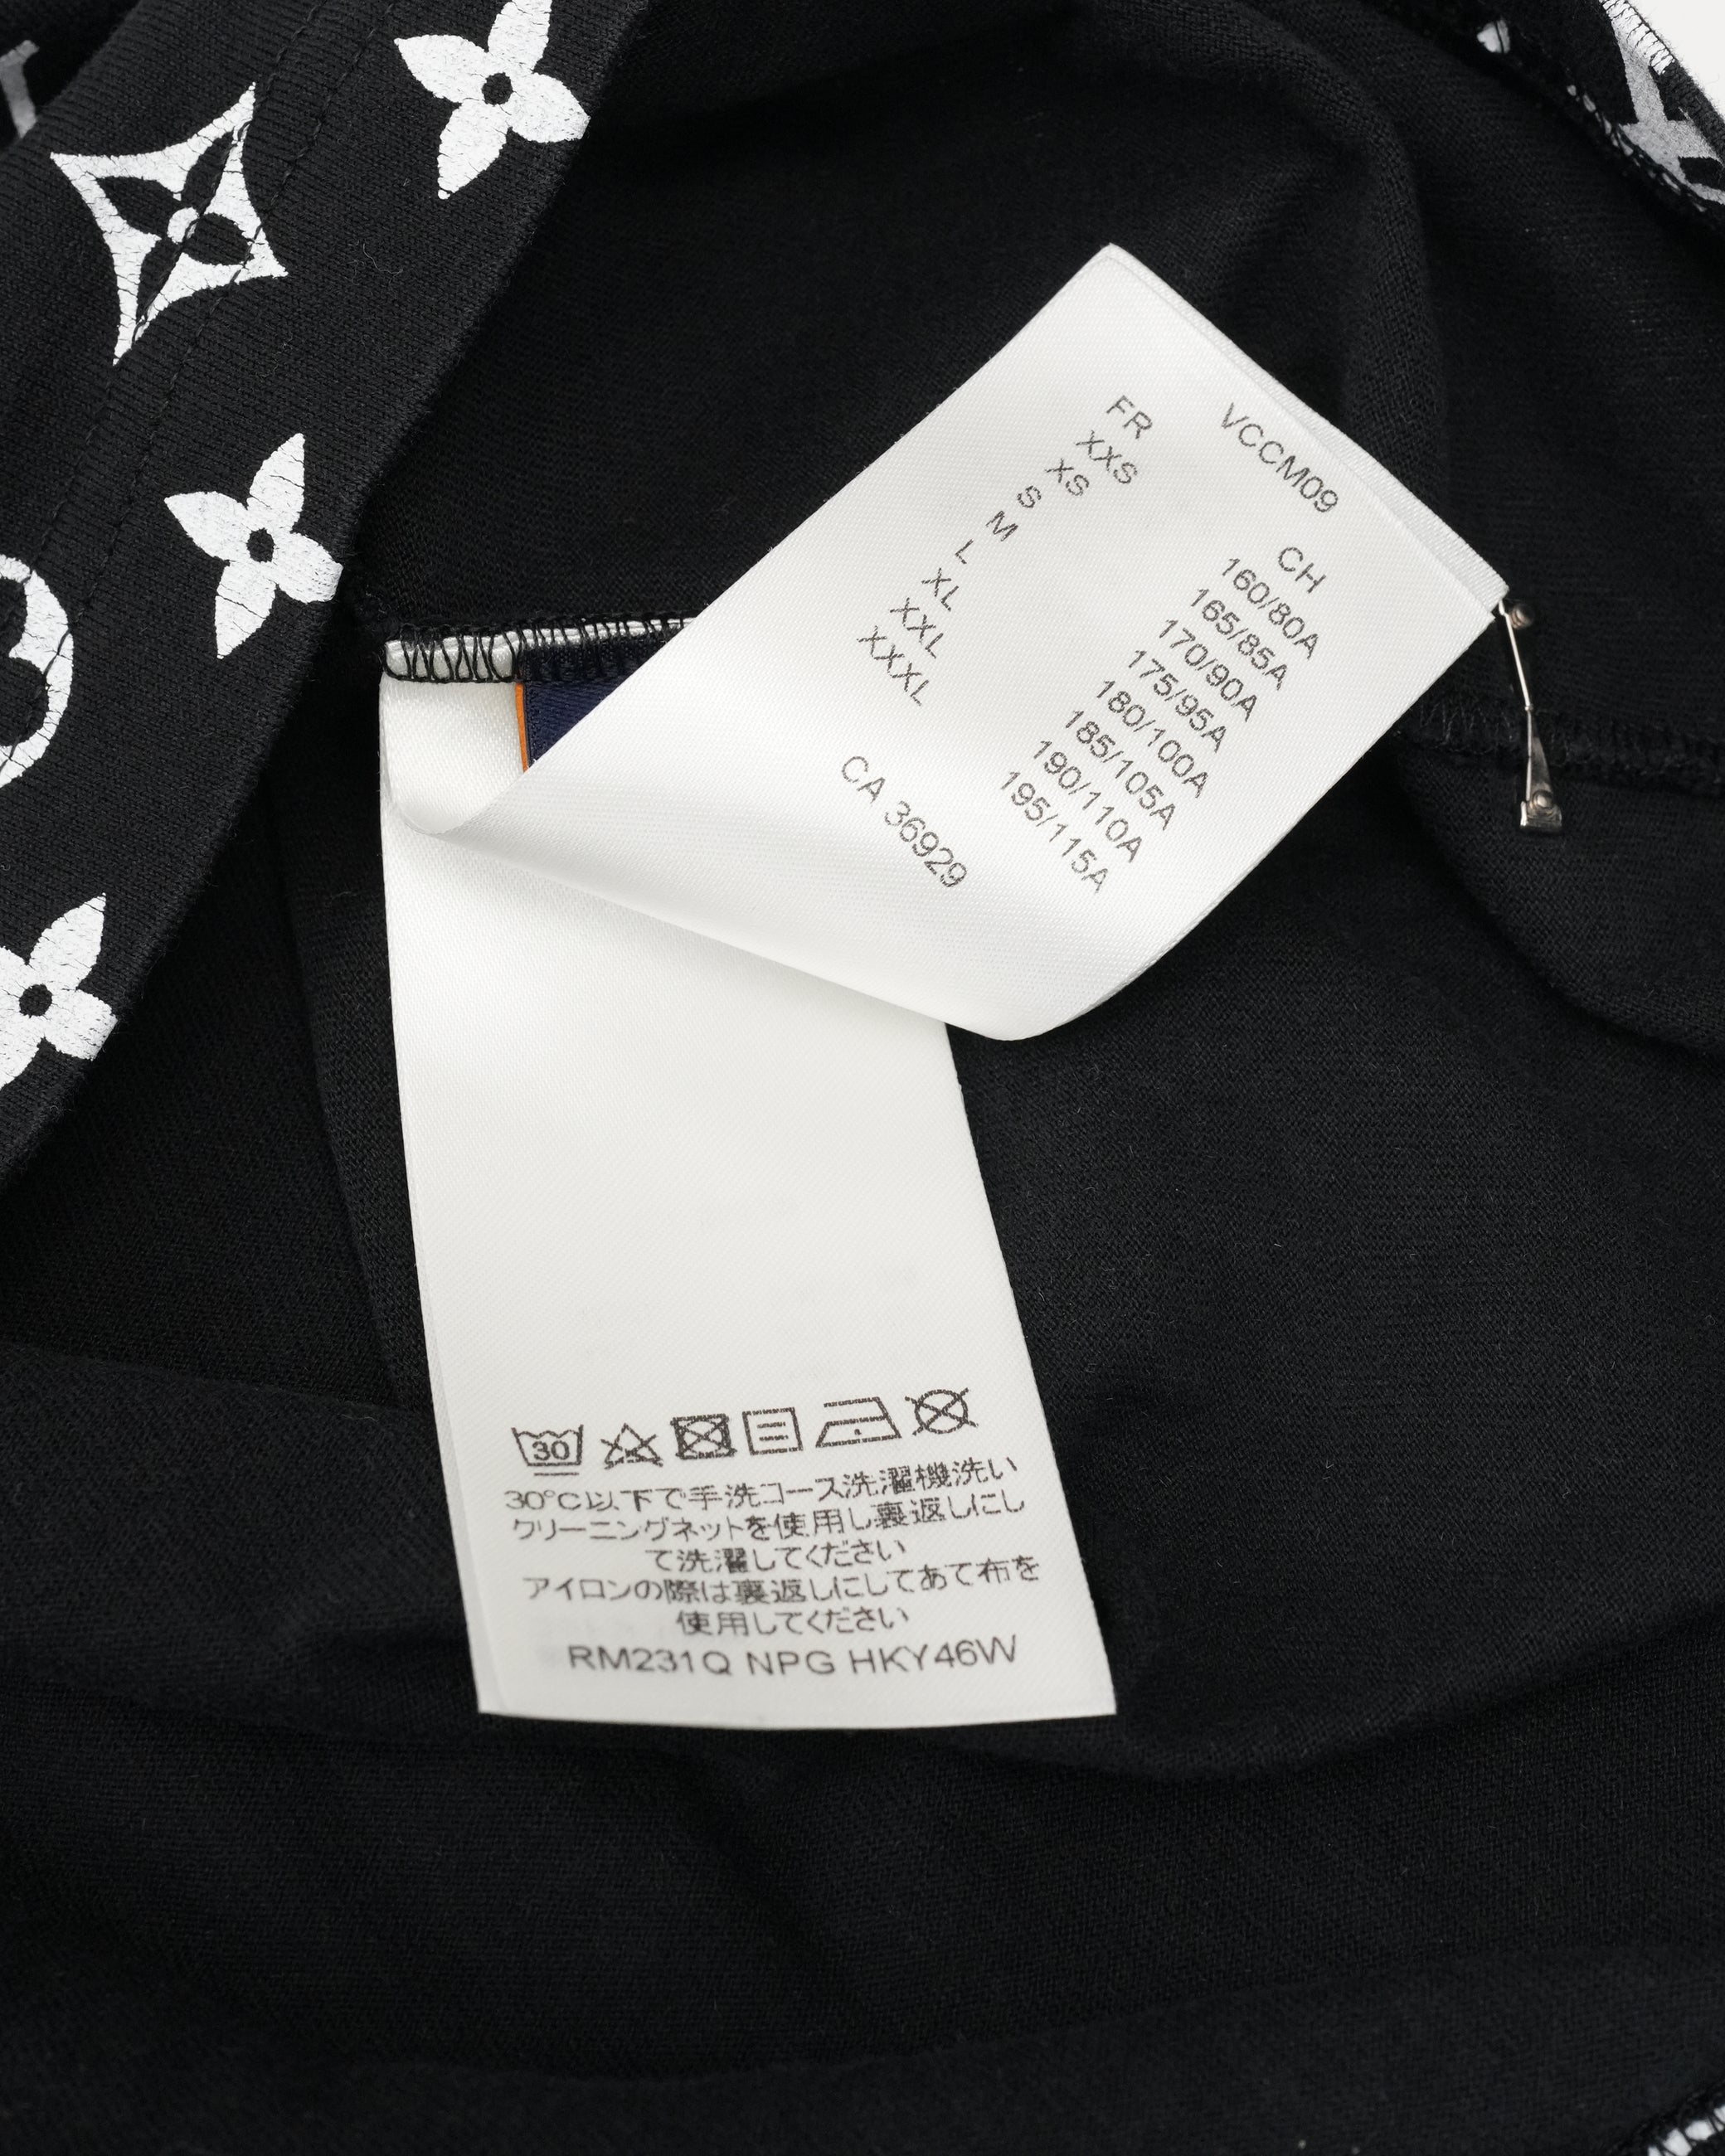 VCCM09
FR CH
XXS 160/80A
XS 165/85A
S 170/90A
M 175/95A
L 180/100A
XL 185/105A
XXL 190/110A
XXXL 195/115A
CA 36929
30
30°C以下で手洗コース洗濯機洗い
クリーニングネットを使用し裏返しにし
て洗濯してください
アイロンの際は裏返しにしてあて布を
使用してください
RM231Q NPG HKY46W